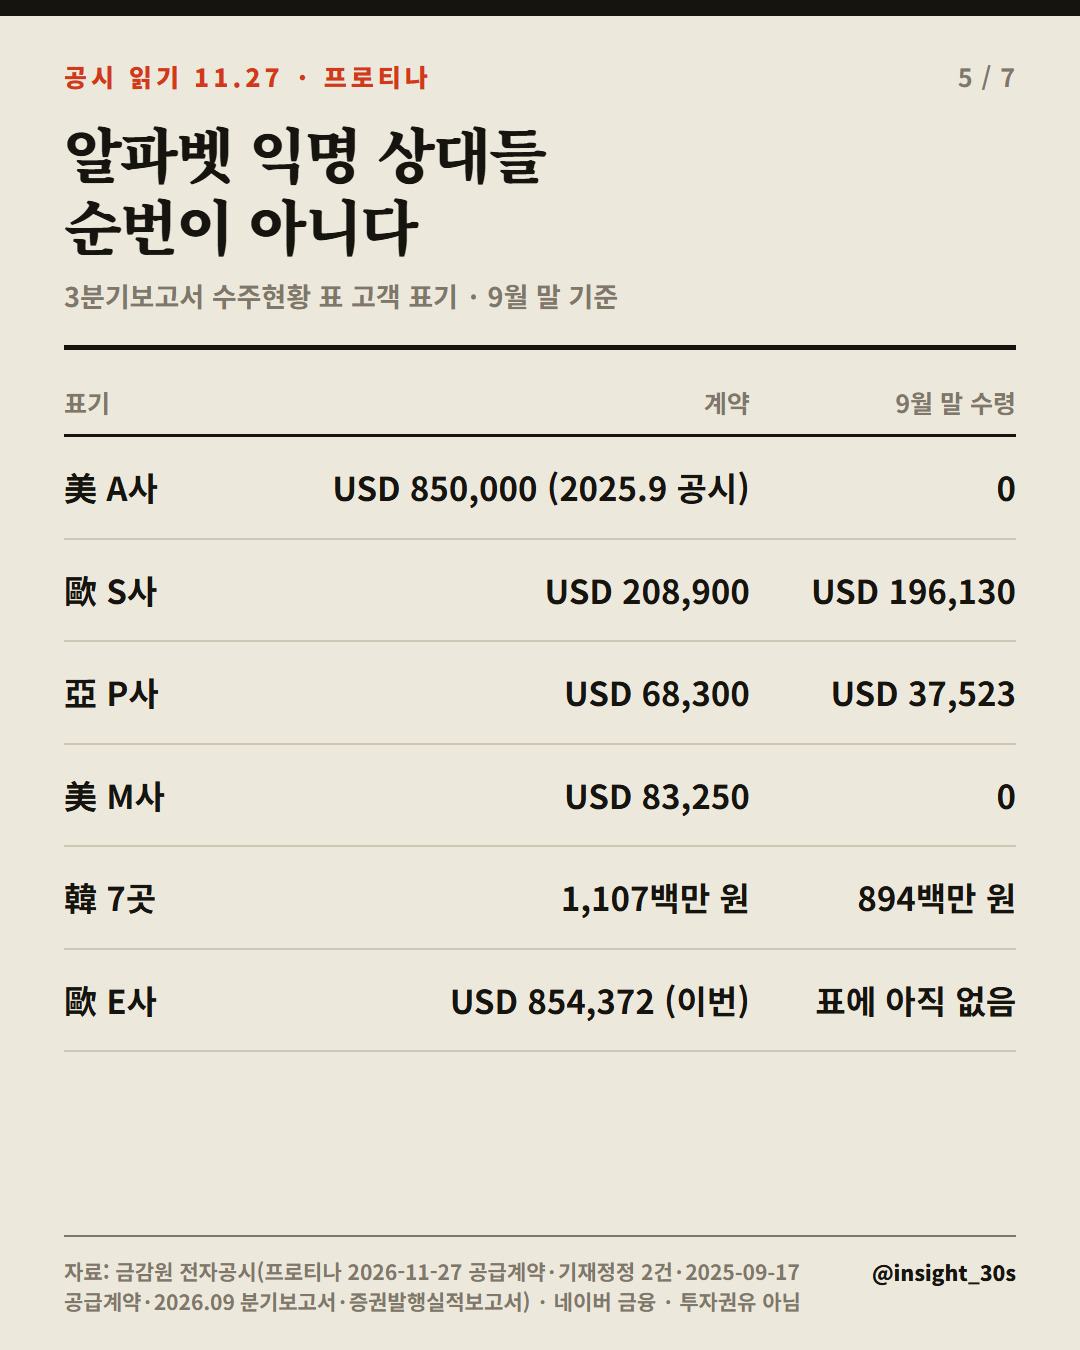 공시 읽기 11.27 · 프로티나
5 / 7
알파벳 익명 상대들
순번이 아니다
3분기보고서 수주현황 표 고객 표기 · 9월 말 기준
표기 계약 9월 말 수령
美 A사 USD 850,000 (2025.9 공시) 0
歐 S사 USD 208,900 USD 196,130
亞 P사 USD 68,300 USD 37,523
美 M사 USD 83,250 0
韓 7곳 1,107백만 원 894백만 원
歐 E사 USD 854,372 (이번) 표에 아직 없음
자료: 금감원 전자공시(프로티나 2026-11-27 공급계약·기재정정 2건·2025-09-17
공급계약·2026.09 분기보고서·증권발행실적보고서) · 네이버 금융 · 투자권유 아님
@insight_30s